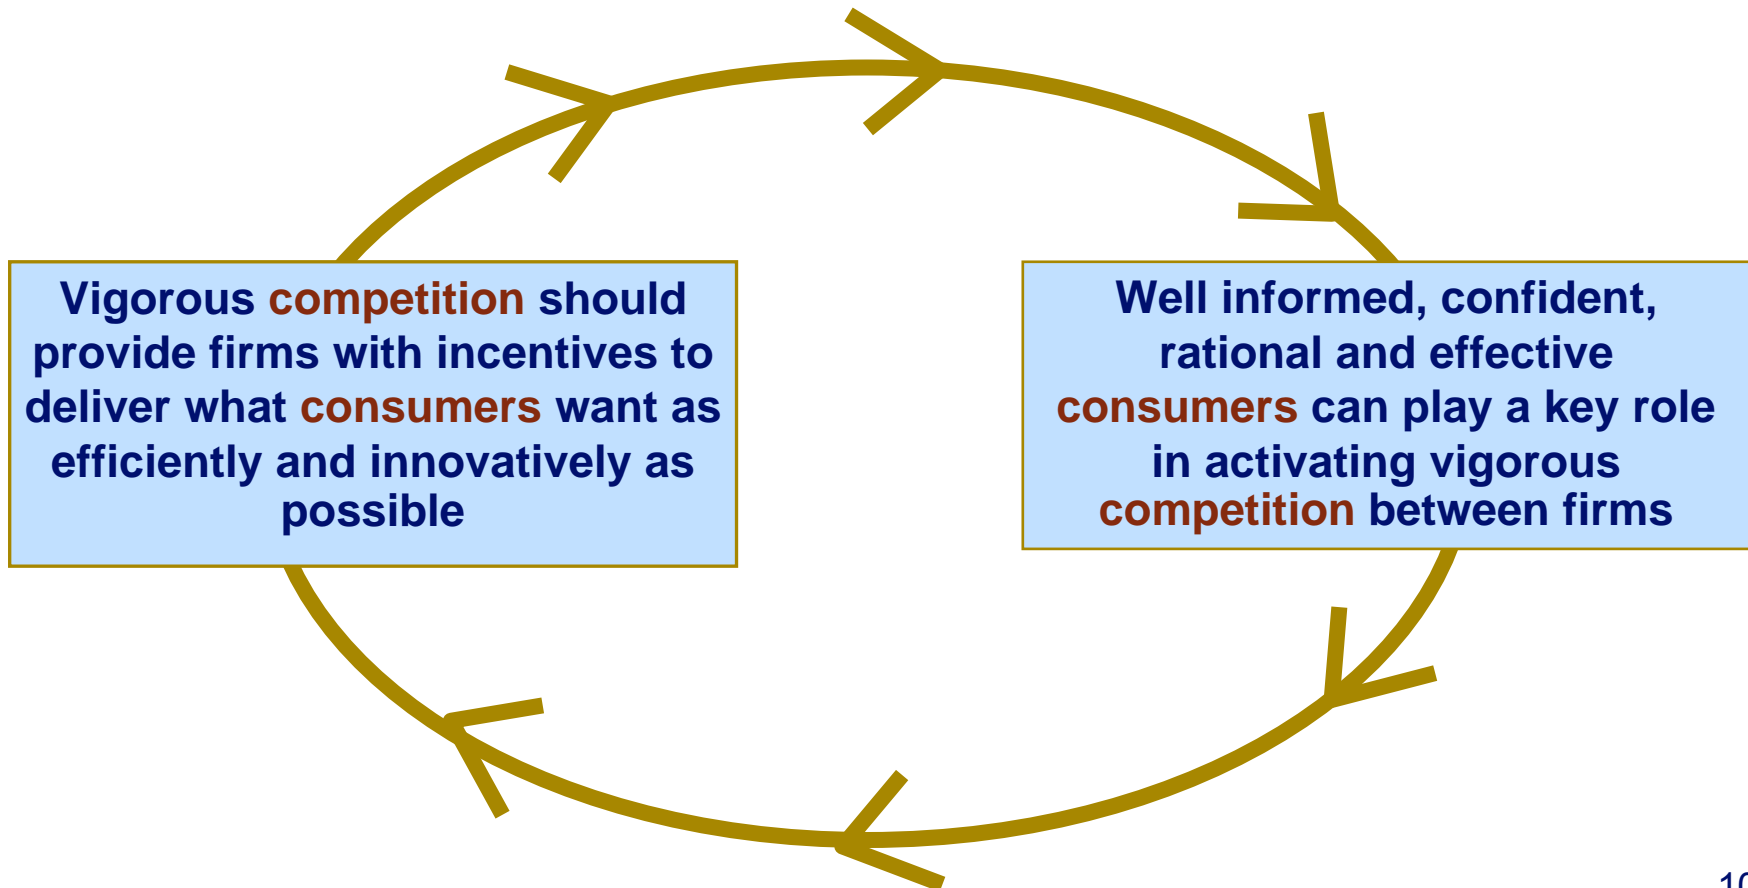 Vigorous competition should
provide firms with incentives to
deliver what consumers want as
efficiently and innovatively as
possible
Well informed, confident,
rational and effective
consumers can play a key role
in activating vigorous
competition between firms
10